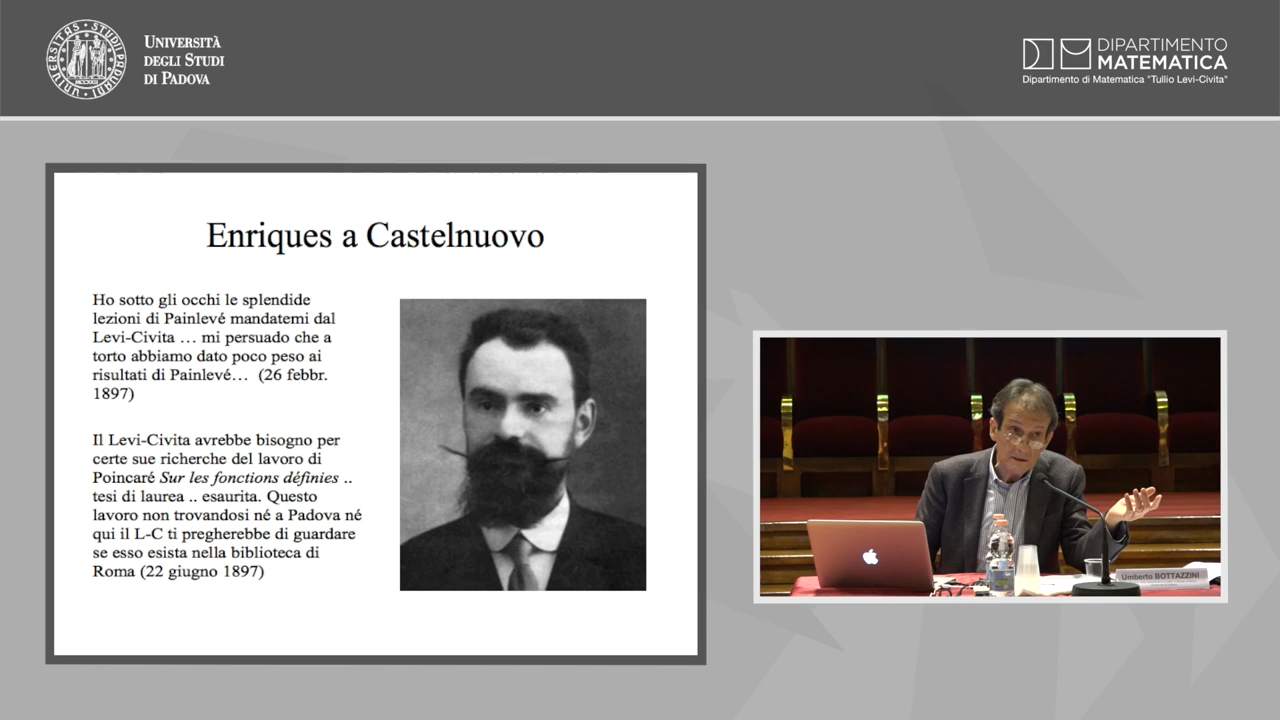 UNIVERSITÀ
DEGLI STUDI
DI PADOVA
DIPARTIMENTO
MATEMATICA
Dipartimento di Matematica "Tullio Levi-Civita"
Enriques a Castelnuovo
Ho sotto gli occhi le splendide
lezioni di Painlevé mandatemi dal
Levi-Civita … mi persuado che a
torto abbiamo dato poco peso ai
risultati di Painlevé… (26 febbr.
1897)
Il Levi-Civita avrebbe bisogno per
certe sue ricerche del lavoro di
Poincaré Sur les fonctions définies ..
tesi di laurea .. esaurita. Questo
lavoro non trovandosi né a Padova né
qui il L-C ti pregherebbe di guardare
se esso esista nella biblioteca di
Roma (22 giugno 1897)
Umberto BOTTAZZINI